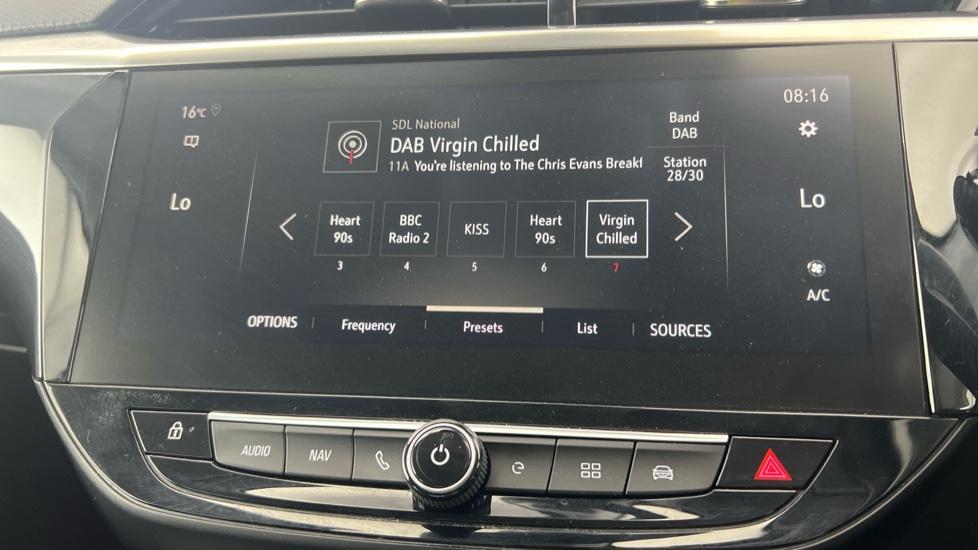 16°C
08:16
SDL National
DAB Virgin Chilled
11A You're listening to The Chris Evans Breakf
Band
DAB
Station
28/30
Lo
Lo
Heart
90s
3
BBC
Radio 2
4
KISS
5
Heart
90s
6
Virgin
Chilled
7
A/C
OPTIONS
Frequency
Presets
List
SOURCES
AUDIO
NAV